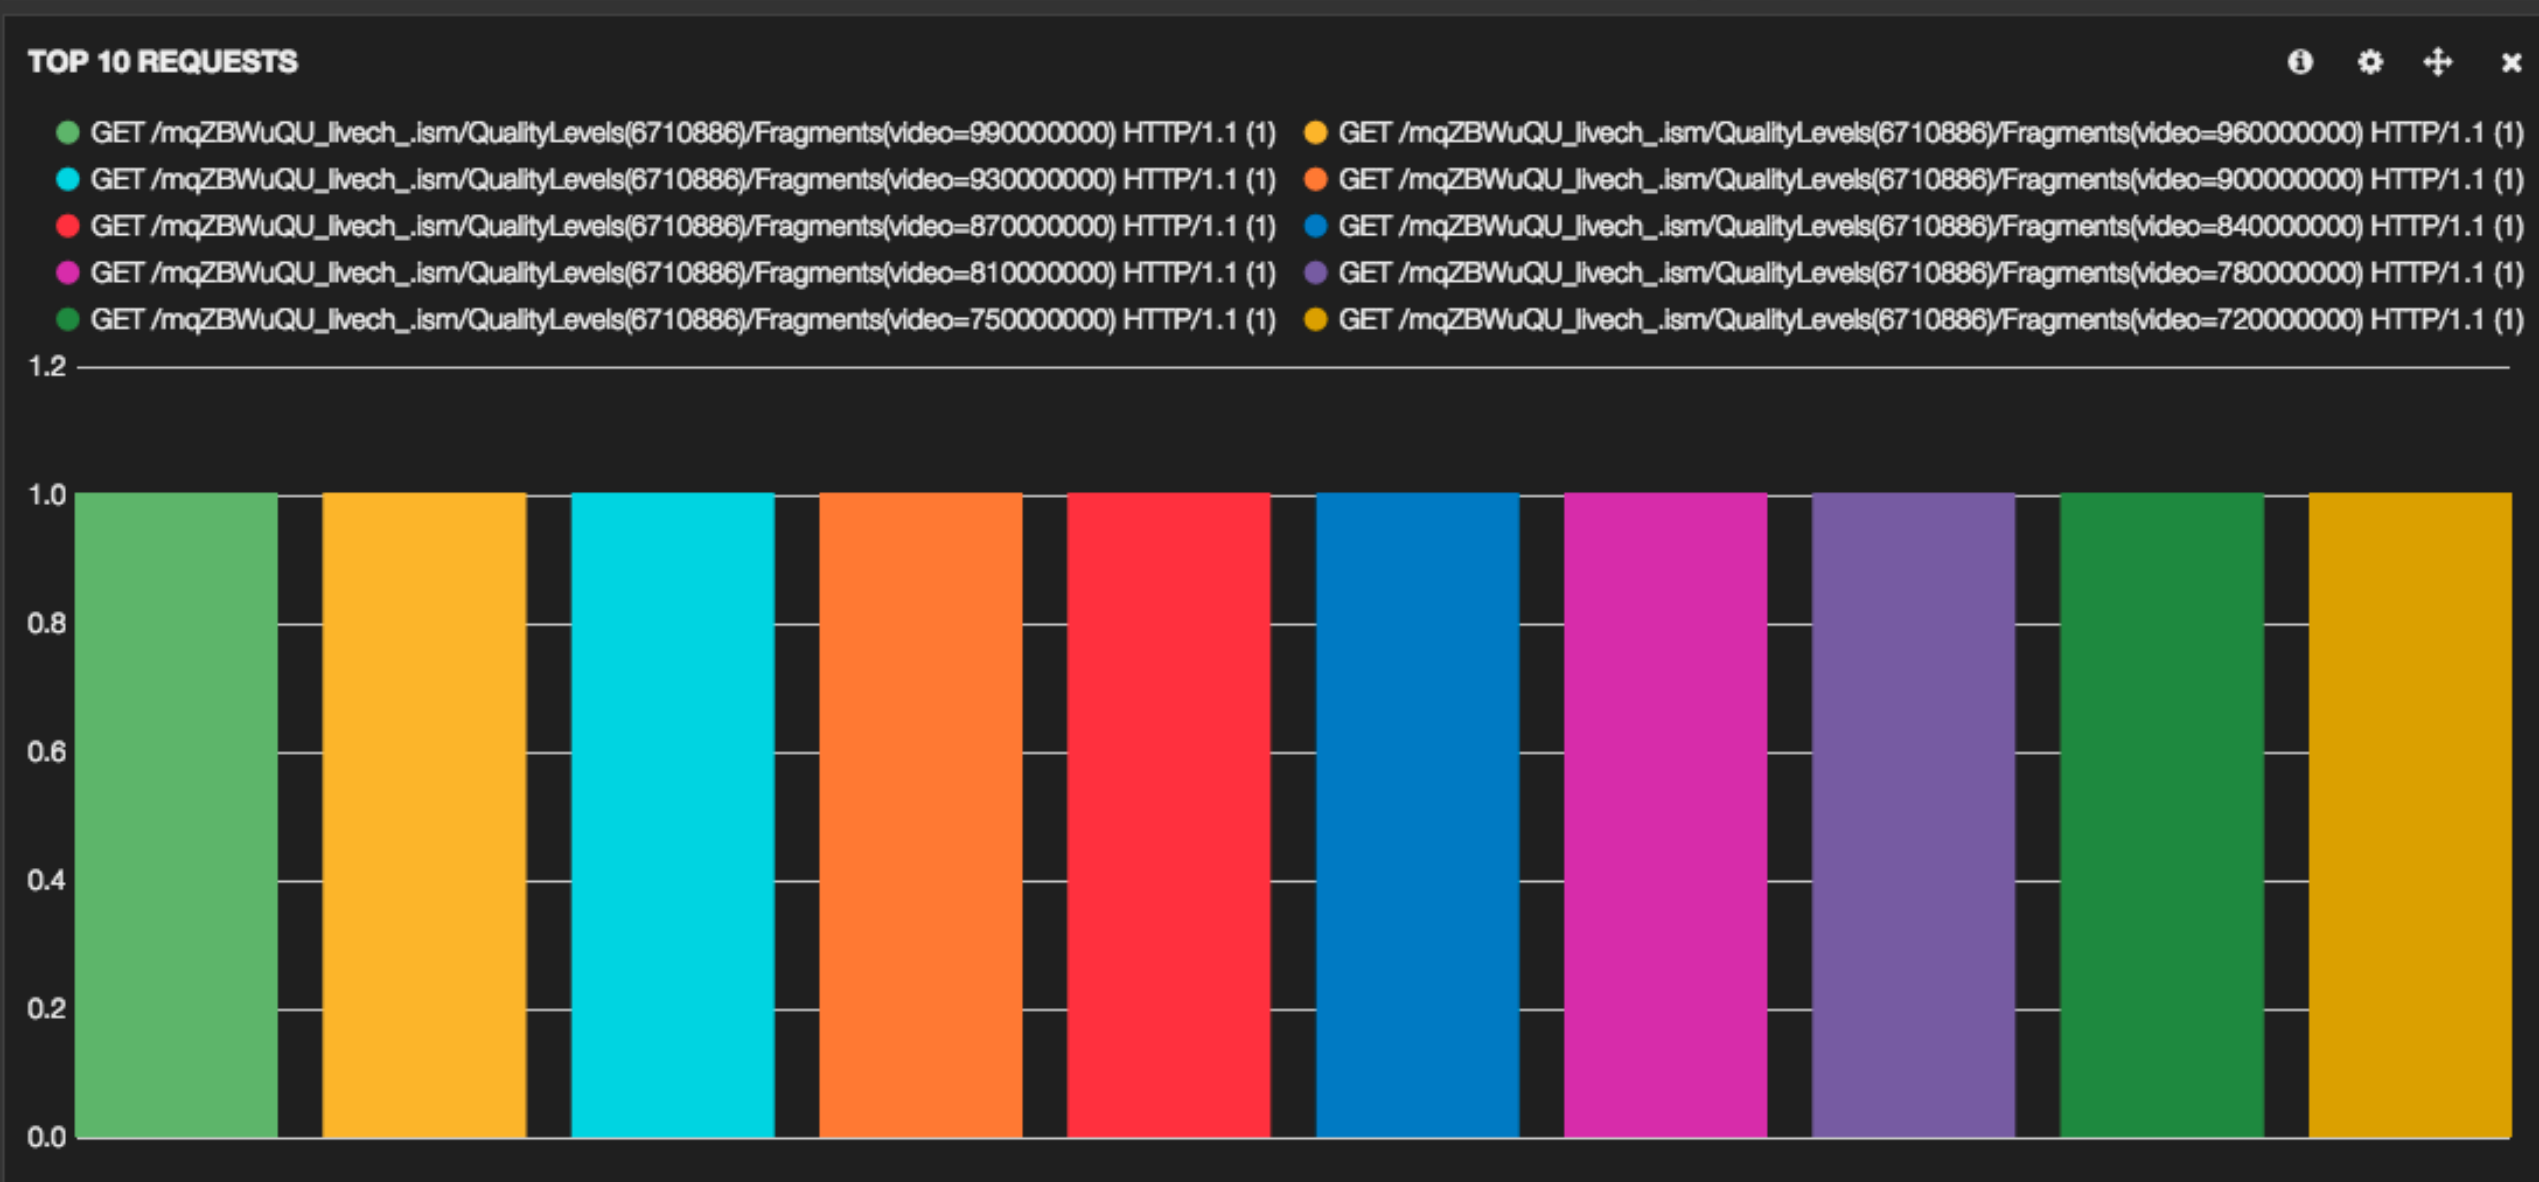 TOP 10 REQUESTS
GET /mqZBWuQU_livech_.ism/QualityLevels(6710886)/Fragments(video=990000000) HTTP/1.1 (1) GET /mqZBWuQU_livech_.ism/QualityLevels(6710886)/Fragments(video=960000000) HTTP/1.1 (1)
GET /mqZBWuQU_livech_.ism/QualityLevels(6710886)/Fragments(video=930000000) HTTP/1.1 (1) GET /mqZBWuQU_livech_.ism/QualityLevels(6710886)/Fragments(video=900000000) HTTP/1.1 (1)
GET /mqZBWuQU_livech_.ism/QualityLevels(6710886)/Fragments(video=870000000) HTTP/1.1 (1) GET /mqZBWuQU_livech_.ism/QualityLevels(6710886)/Fragments(video=840000000) HTTP/1.1 (1)
GET /mqZBWuQU_livech_.ism/QualityLevels(6710886)/Fragments(video=810000000) HTTP/1.1 (1) GET /mqZBWuQU_livech_.ism/QualityLevels(6710886)/Fragments(video=780000000) HTTP/1.1 (1)
GET /mqZBWuQU_livech_.ism/QualityLevels(6710886)/Fragments(video=750000000) HTTP/1.1 (1) GET /mqZBWuQU_livech_.ism/QualityLevels(6710886)/Fragments(video=720000000) HTTP/1.1 (1)
1.2
1.0
0.8
0.6
0.4
0.2
0.0